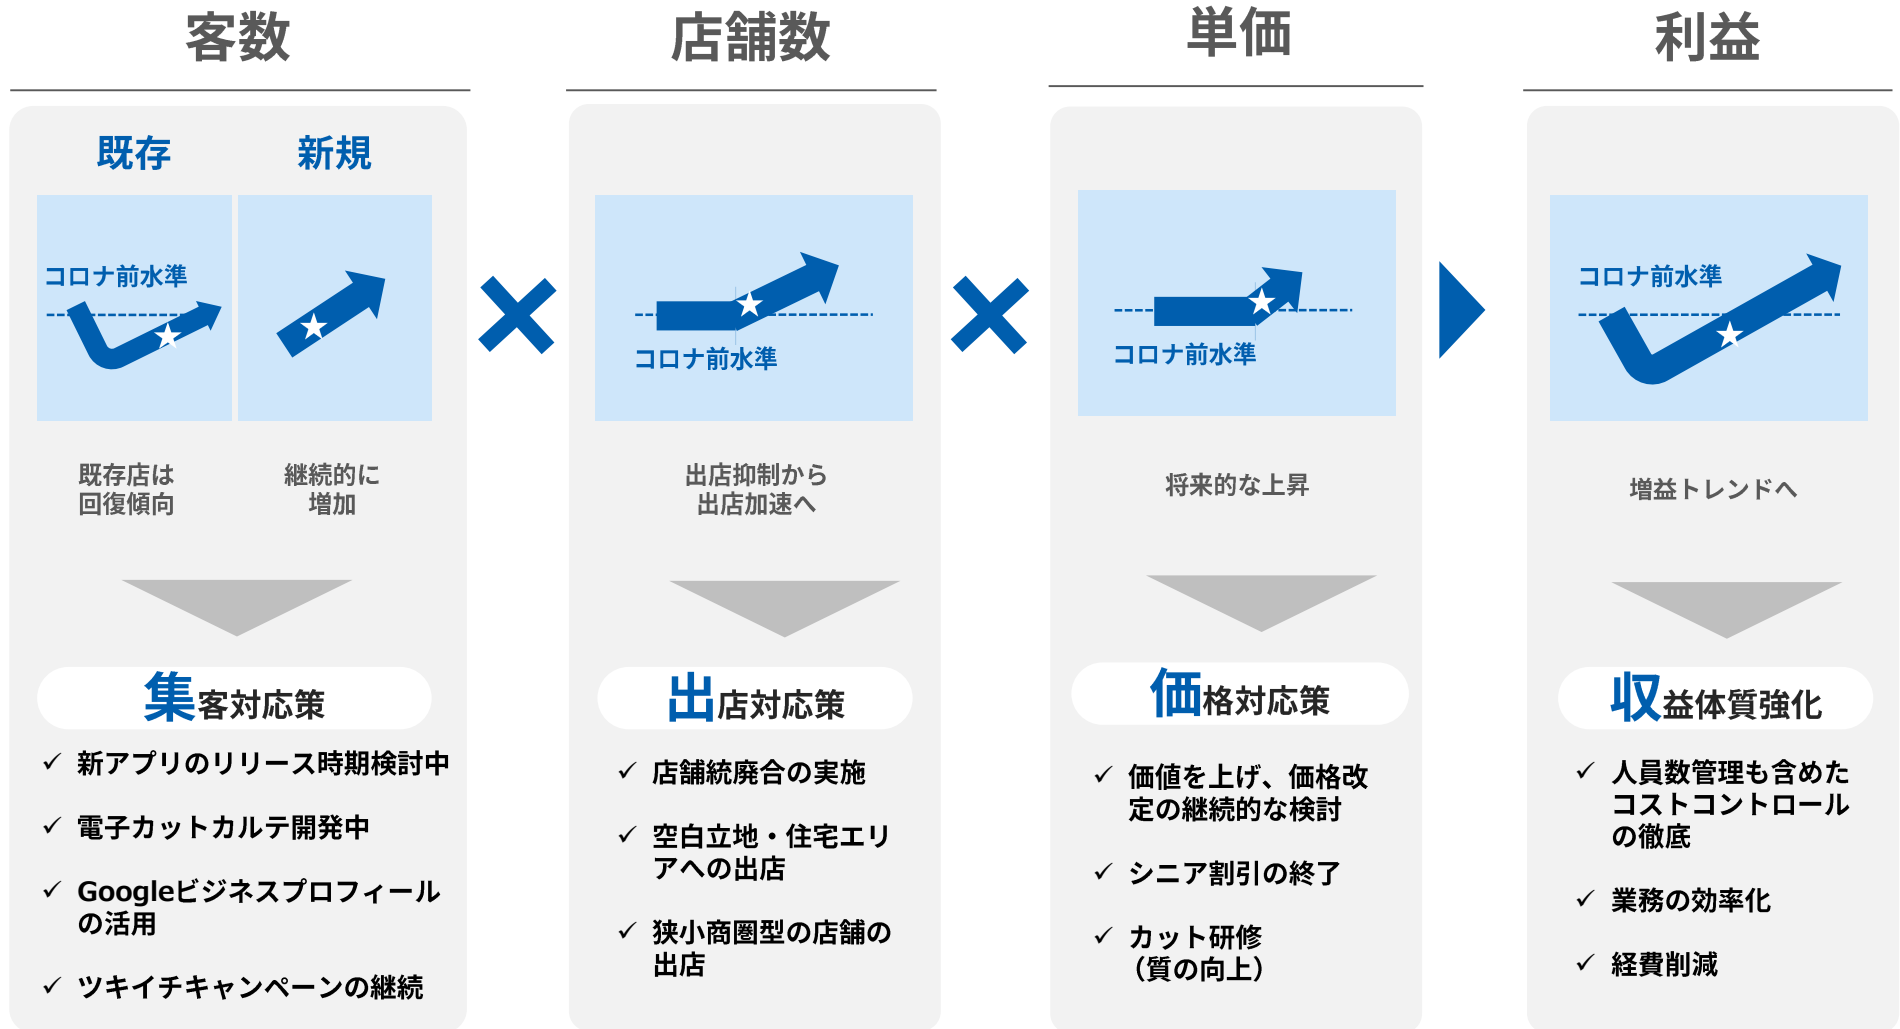 客数
既存
新規
コロナ前水準
既存店は
回復傾向
継続的に
増加
集客対応策
✓ 新アプリのリリース時期検討中
✓ 電子カットカルテ開発中
✓ Googleビジネスプロフィール
の活用
✓ ツキイチキャンペーンの継続
店舗数
コロナ前水準
出店抑制から
出店加速へ
出店対応策
✓ 店舗統廃合の実施
✓ 空白立地・住宅エリ
アへの出店
✓ 狭小商圏型の店舗の
出店
単価
コロナ前水準
将来的な上昇
価格対応策
✓ 価値を上げ、価格改
定の継続的な検討
✓ シニア割引の終了
✓ カット研修
（質の向上）
利益
コロナ前水準
増益トレンドへ
収益体質強化
✓ 人員数管理も含めた
コストコントロール
の徹底
✓ 業務の効率化
✓ 経費削減